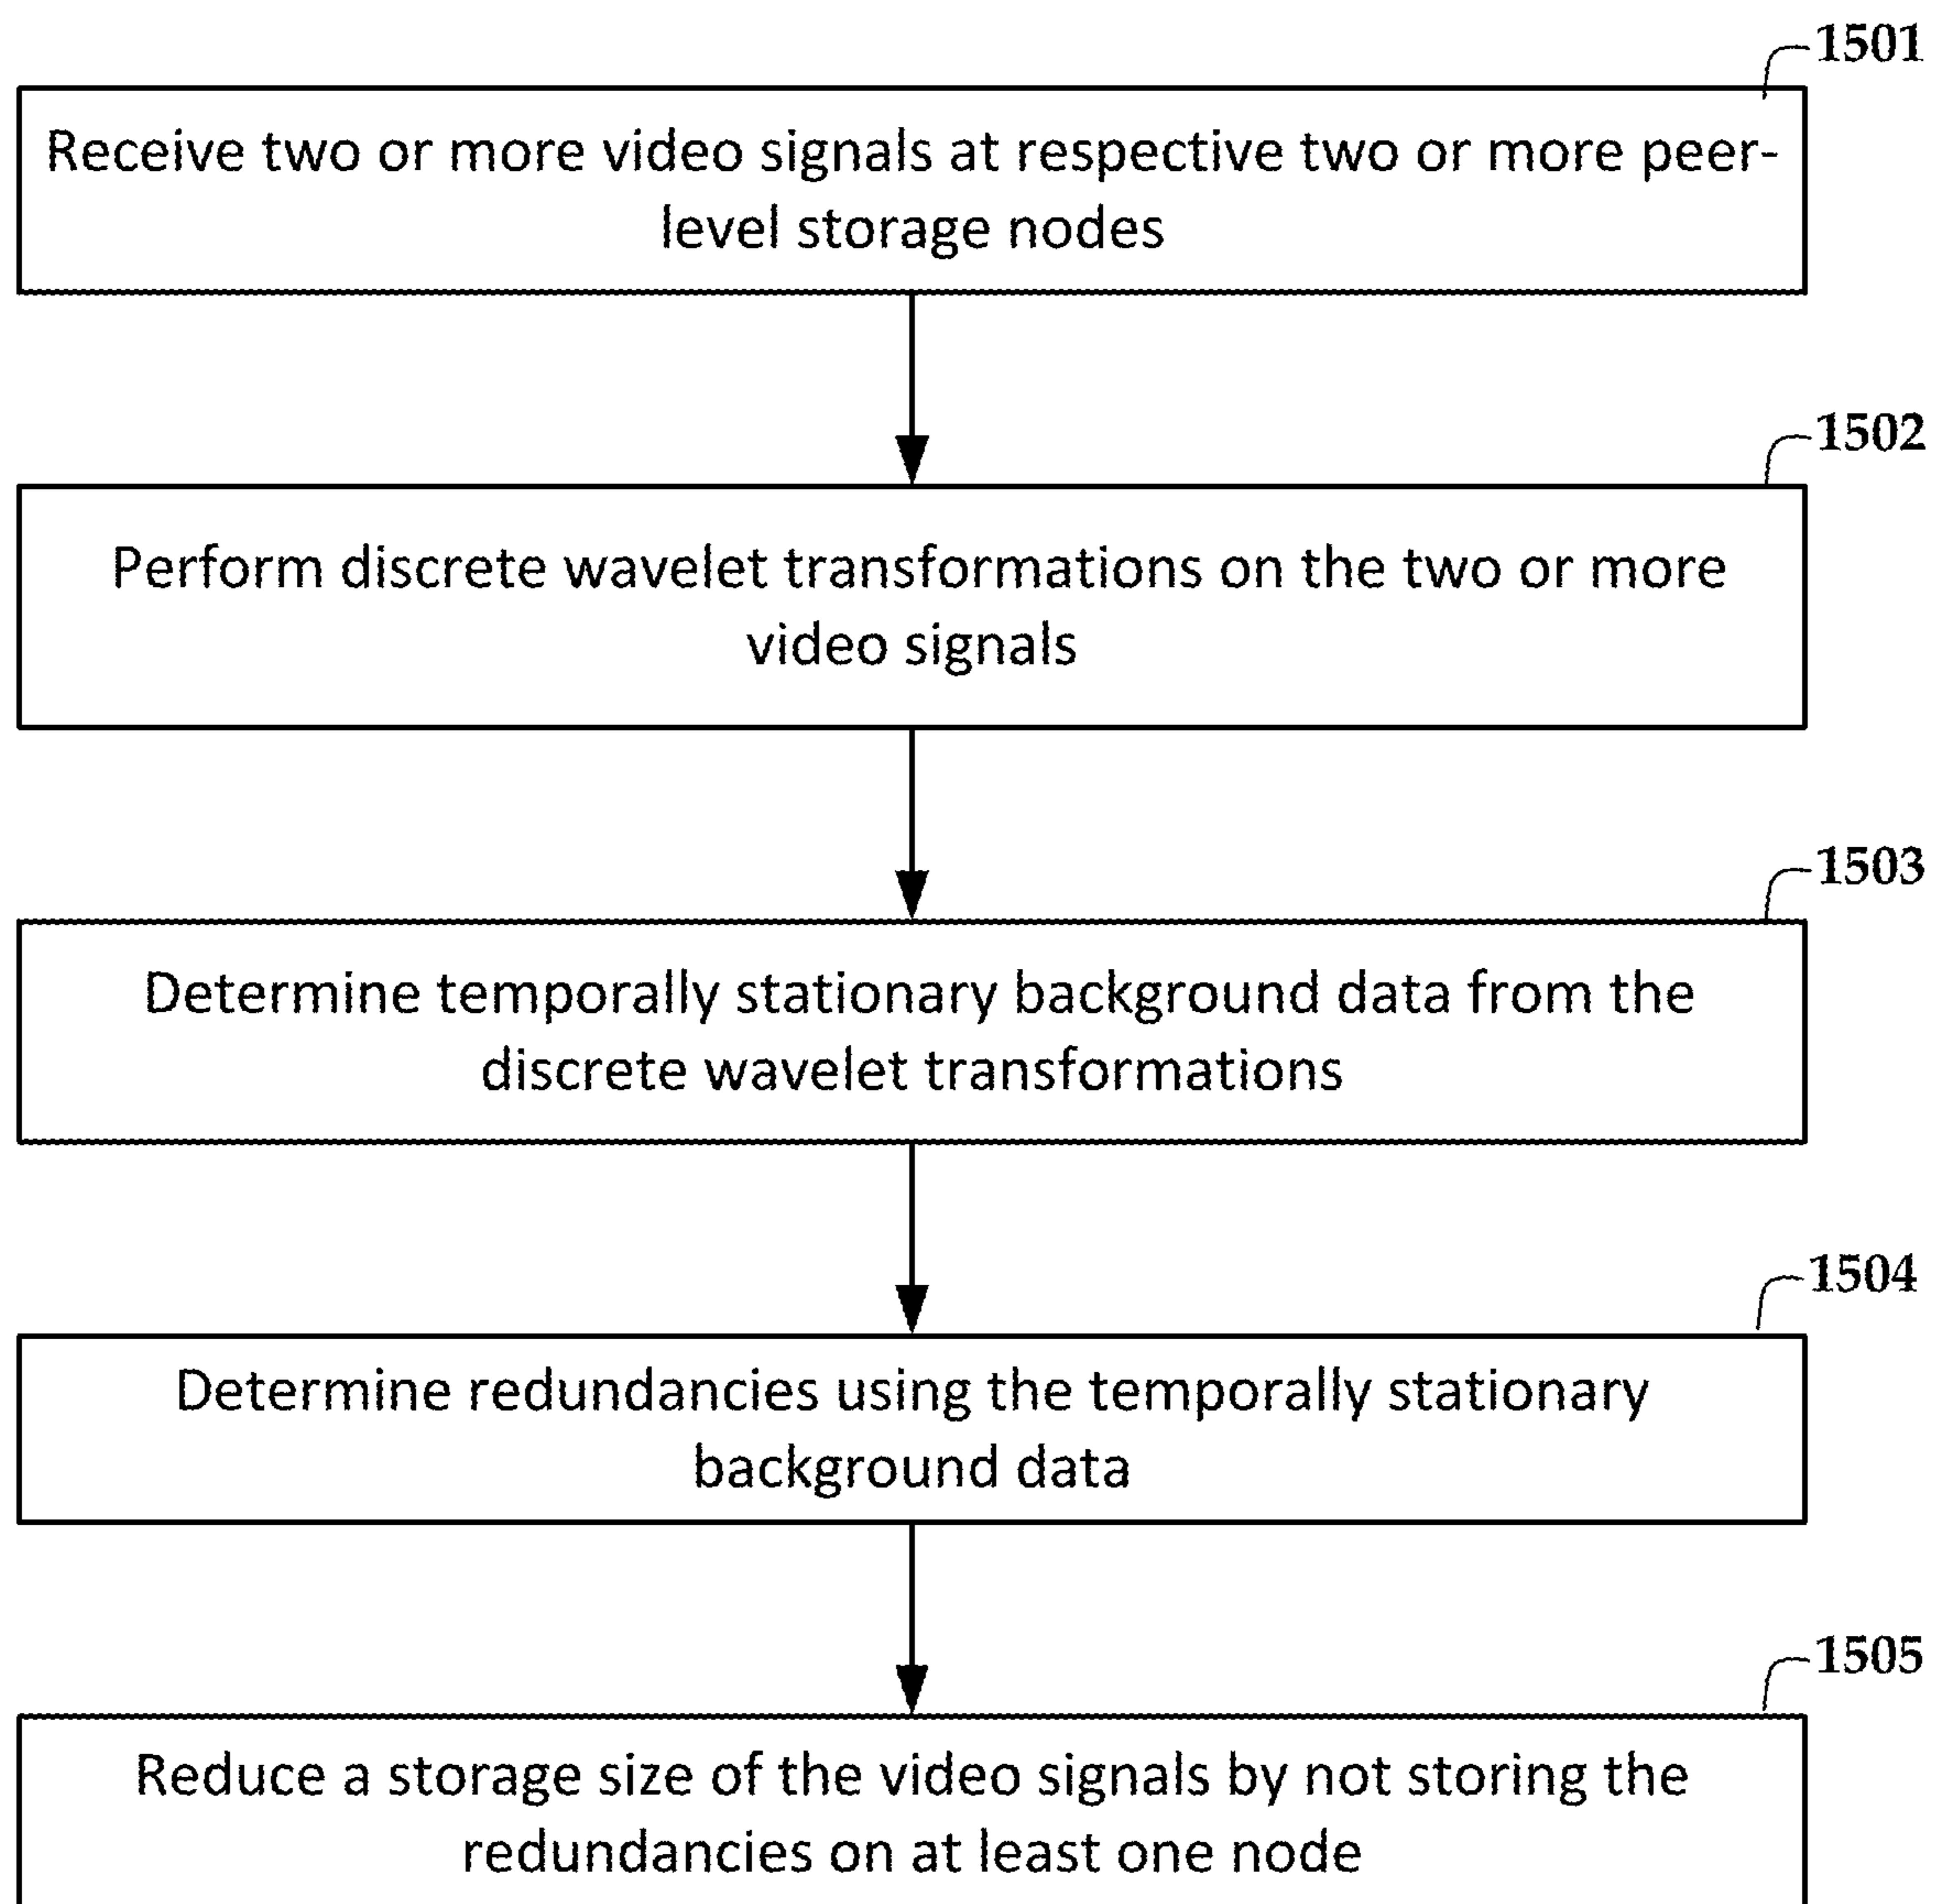 1501
Receive two or more video signals at respective two or more peer-
level storage nodes
1502
Perform discrete wavelet transformations on the two or more
video signals
1503
Determine temporally stationary background data from the
discrete wavelet transformations
1504
Determine redundancies using the temporally stationary
background data
1505
Reduce a storage size of the video signals by not storing the
redundancies on at least one node